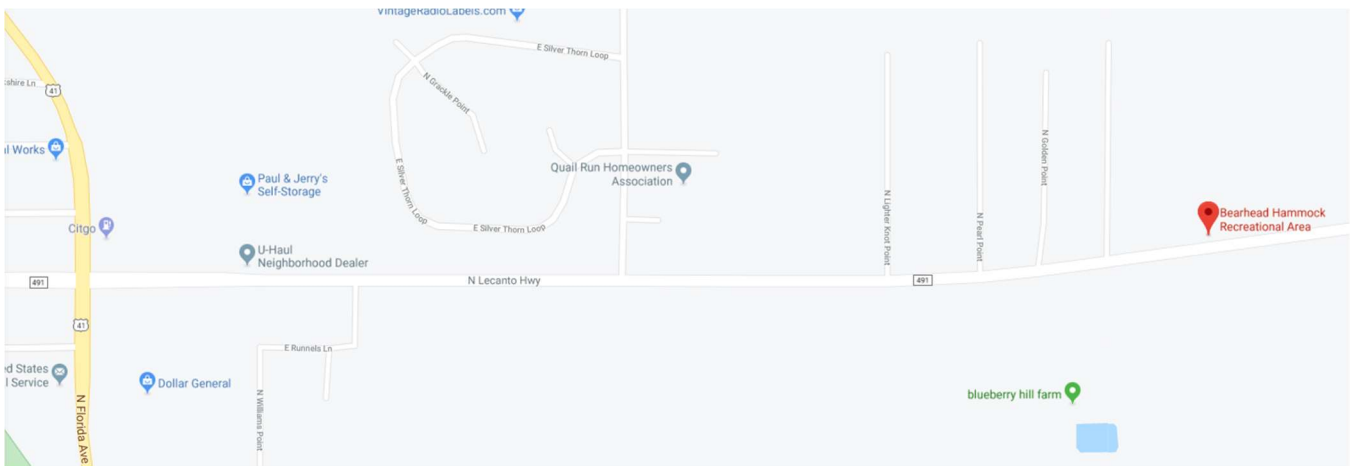 VintageRadioLabels.com
E Silver Thorn Loop
kshire Ln
41
N Grackle Point
al Works
Paul & Jerry's
Self-Storage
E Silver Thorn Loop
Quail Run Homeowners
Association
N Lighter Knot Point
N Pearl Point
N Golden Point
Bearhead Hammock
Recreational Area
Citgo
E Silver Thorn Loop
U-Haul
Neighborhood Dealer
491
N Lecanto Hwy
491
41
E Runnels Ln
ed States
l Service
Dollar General
N Williams Point
N Florida Ave
blueberry hill farm